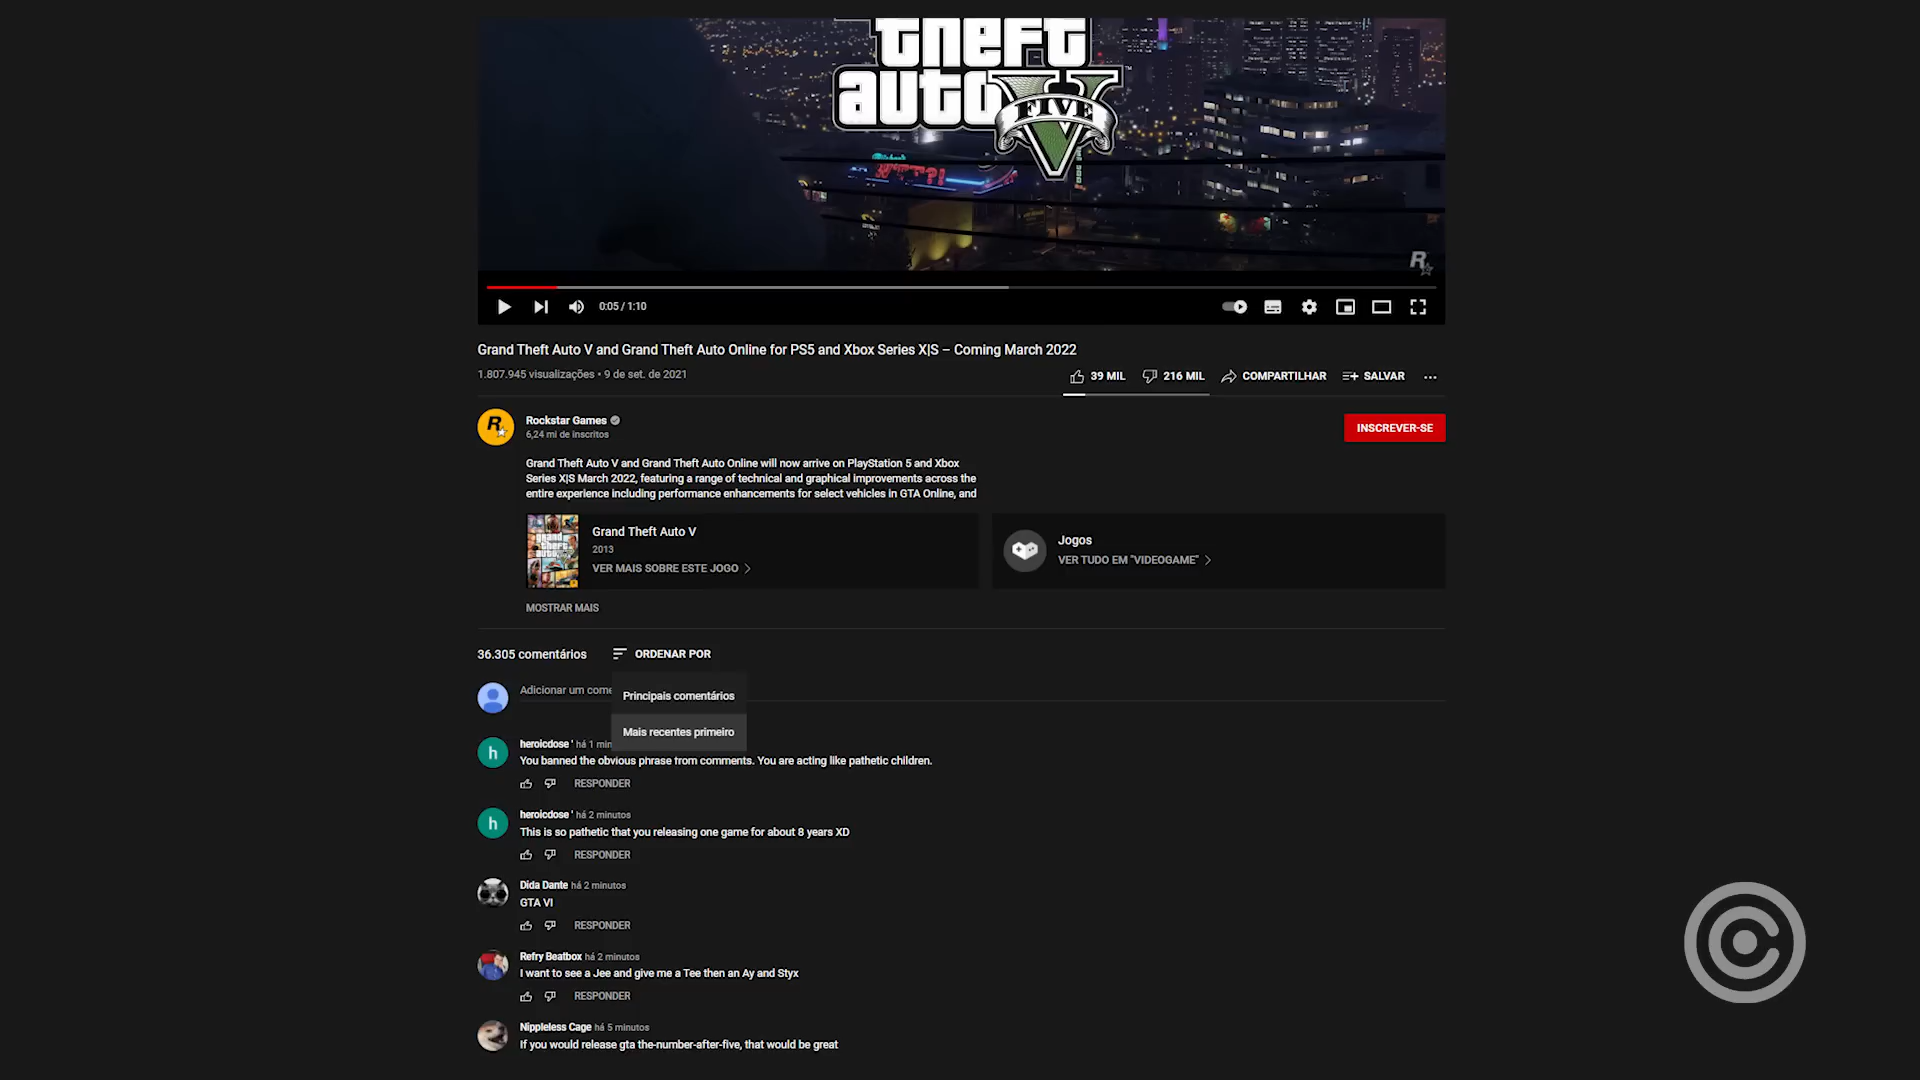 theft
auto
FIVE
™
WTF?!
R
0:05 / 1:10
Grand Theft Auto V and Grand Theft Auto Online for PS5 and Xbox Series X|S – Coming March 2022
1.807.945 visualizações • 9 de set. de 2021
39 MIL
216 MIL
COMPARTILHAR
SALVAR
R
Rockstar Games
6,24 mi de inscritos
INSCREVER-SE
Grand Theft Auto V and Grand Theft Auto Online will now arrive on PlayStation 5 and Xbox
Series X|S March 2022, featuring a range of technical and graphical improvements across the
entire experience including performance enhancements for select vehicles in GTA Online, and
grand
theft
auto
Grand Theft Auto V
2013
VER MAIS SOBRE ESTE JOGO
Jogos
VER TUDO EM "VIDEOGAME"
MOSTRAR MAIS
36.305 comentários
ORDENAR POR
Adicionar um come
Principais comentários
Mais recentes primeiro
h
heroicdose ' há 1 min
You banned the obvious phrase from comments. You are acting like pathetic children.
RESPONDER
h
heroicdose ' há 2 minutos
This is so pathetic that you releasing one game for about 8 years XD
RESPONDER
Dida Dante há 2 minutos
GTA VI
RESPONDER
Refry Beatbox há 2 minutos
I want to see a Jee and give me a Tee then an Ay and Styx
RESPONDER
Nippleless Cage há 5 minutos
If you would release gta the-number-after-five, that would be great